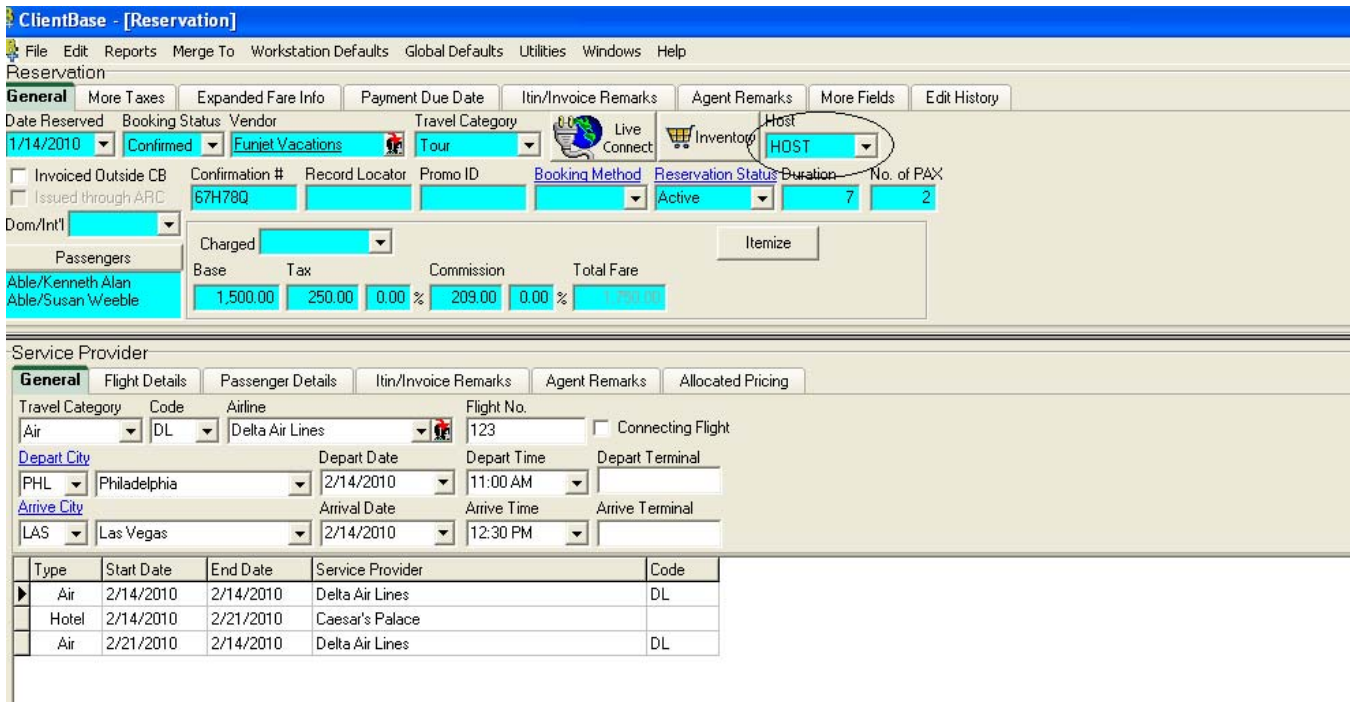 ClientBase - [Reservation]
File Edit Reports Merge To Workstation Defaults Global Defaults Utilities Windows Help
Reservation
General More Taxes Expanded Fare Info Payment Due Date Itin/Invoice Remarks Agent Remarks More Fields Edit History
Date Reserved Booking Status Vendor Travel Category Live Connect Inventory Host
1/14/2010 Confirmed Funjet Vacations Tour HOST
Invoiced Outside CB Confirmation # Record Locator Promo ID Booking Method Reservation Status Duration No. of PAX
Issued through ARC 67H78Q Active 7 2
Dom/Int'l
Charged Itemize
Passengers
Base Tax Commission Total Fare
Able/Kenneth Alan
Able/Susan Weeble
1,500.00 250.00 0.00 % 209.00 0.00 % 1,750.00
Service Provider
General Flight Details Passenger Details Itin/Invoice Remarks Agent Remarks Allocated Pricing
Travel Category Code Airline Flight No.
Air DL Delta Air Lines 123 Connecting Flight
Depart City Depart Date Depart Time Depart Terminal
PHL Philadelphia 2/14/2010 11:00 AM
Arrive City Arrival Date Arrive Time Arrive Terminal
LAS Las Vegas 2/14/2010 12:30 PM
Type Start Date End Date Service Provider Code
Air 2/14/2010 2/14/2010 Delta Air Lines DL
Hotel 2/14/2010 2/21/2010 Caesar's Palace
Air 2/21/2010 2/14/2010 Delta Air Lines DL